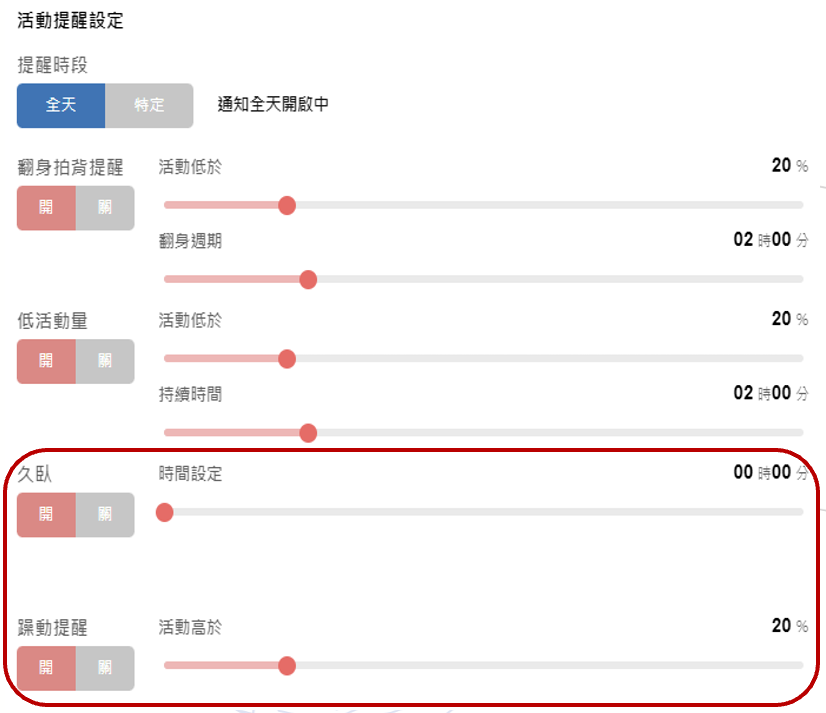 活動提醒設定
提醒時段
全天 特定 通知全天開啟中
翻身拍背提醒 活動低於 20 %
開 關
翻身週期 02 時00 分
低活動量 活動低於 20 %
開 關
持續時間 02 時00 分
久臥 時間設定 00 時00 分
開 關
躁動提醒 活動高於 20 %
開 關